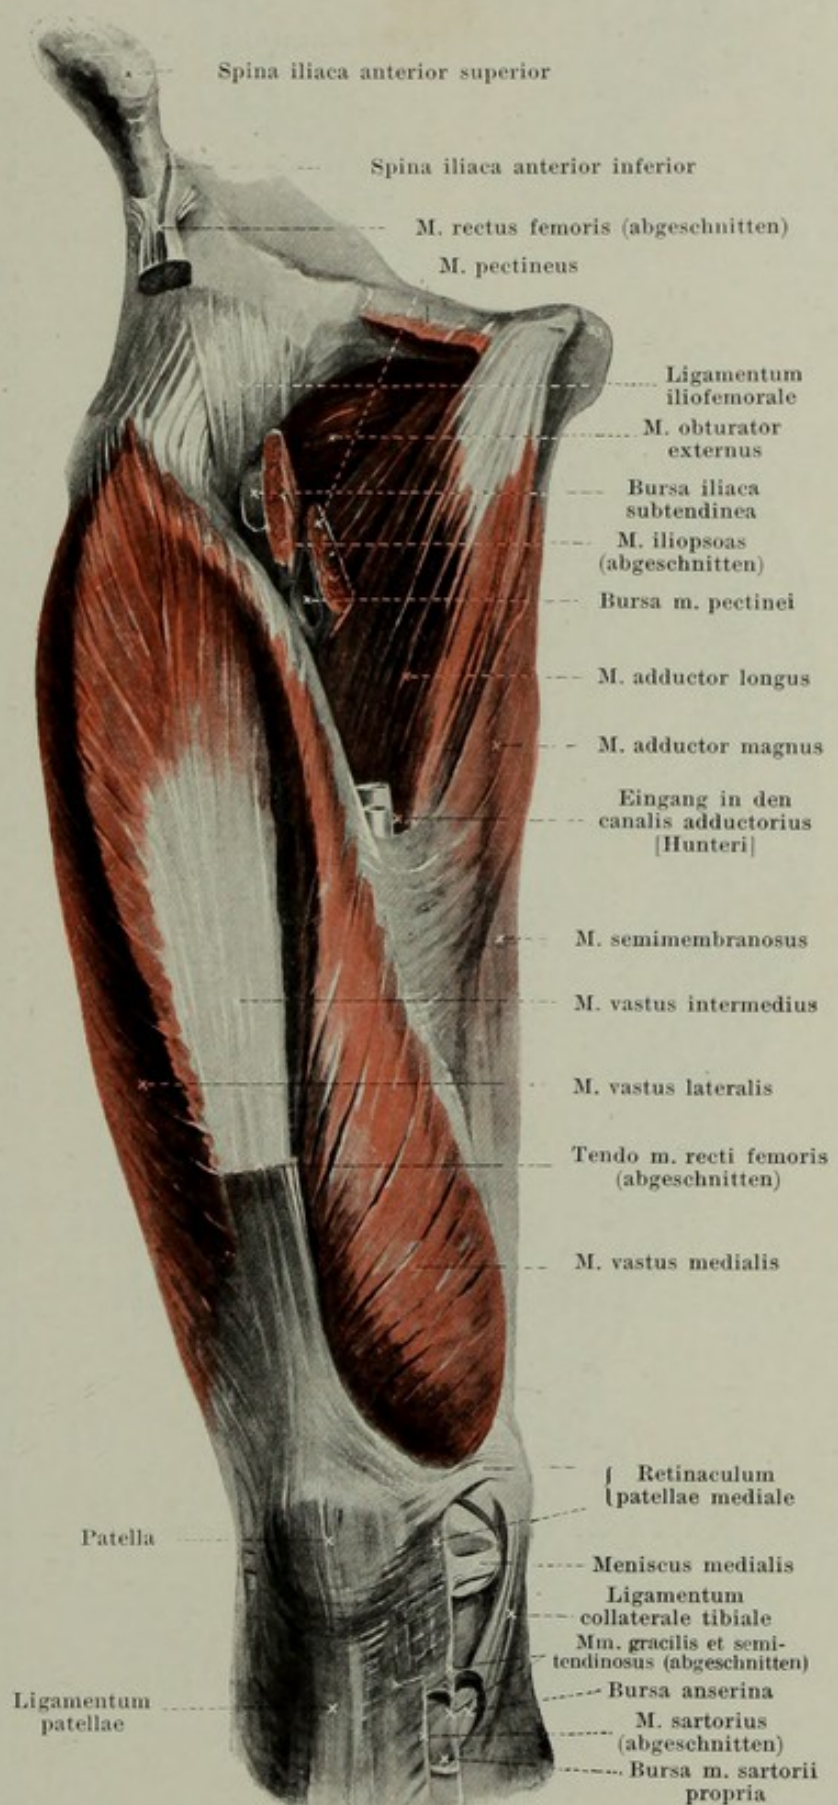 Spina iliaca anterior superior
Spina iliaca anterior inferior
M. rectus femoris (abgeschnitten)
M. pectineus
Ligamentum
iliofemorale
M. obturator
externus
Bursa iliaca
subtendinea
M. iliopsoas
(abgeschnitten)
Bursa m. pectinei
M. adductor longus
M. adductor magnus
Eingang in den
canalis adductorius
[Hunteri]
M. semimembranosus
M. vastus intermedius
M. vastus lateralis
Tendo m. recti femoris
(abgeschnitten)
M. vastus medialis
Retinaculum
patellae mediale
Patella
Meniscus medialis
Ligamentum
collaterale tibiale
Mm. gracilis et semi-
tendinosus (abgeschnitten)
Bursa anserina
Ligamentum
patellae
M. sartorius
(abgeschnitten)
Bursa m. sartorii
propria